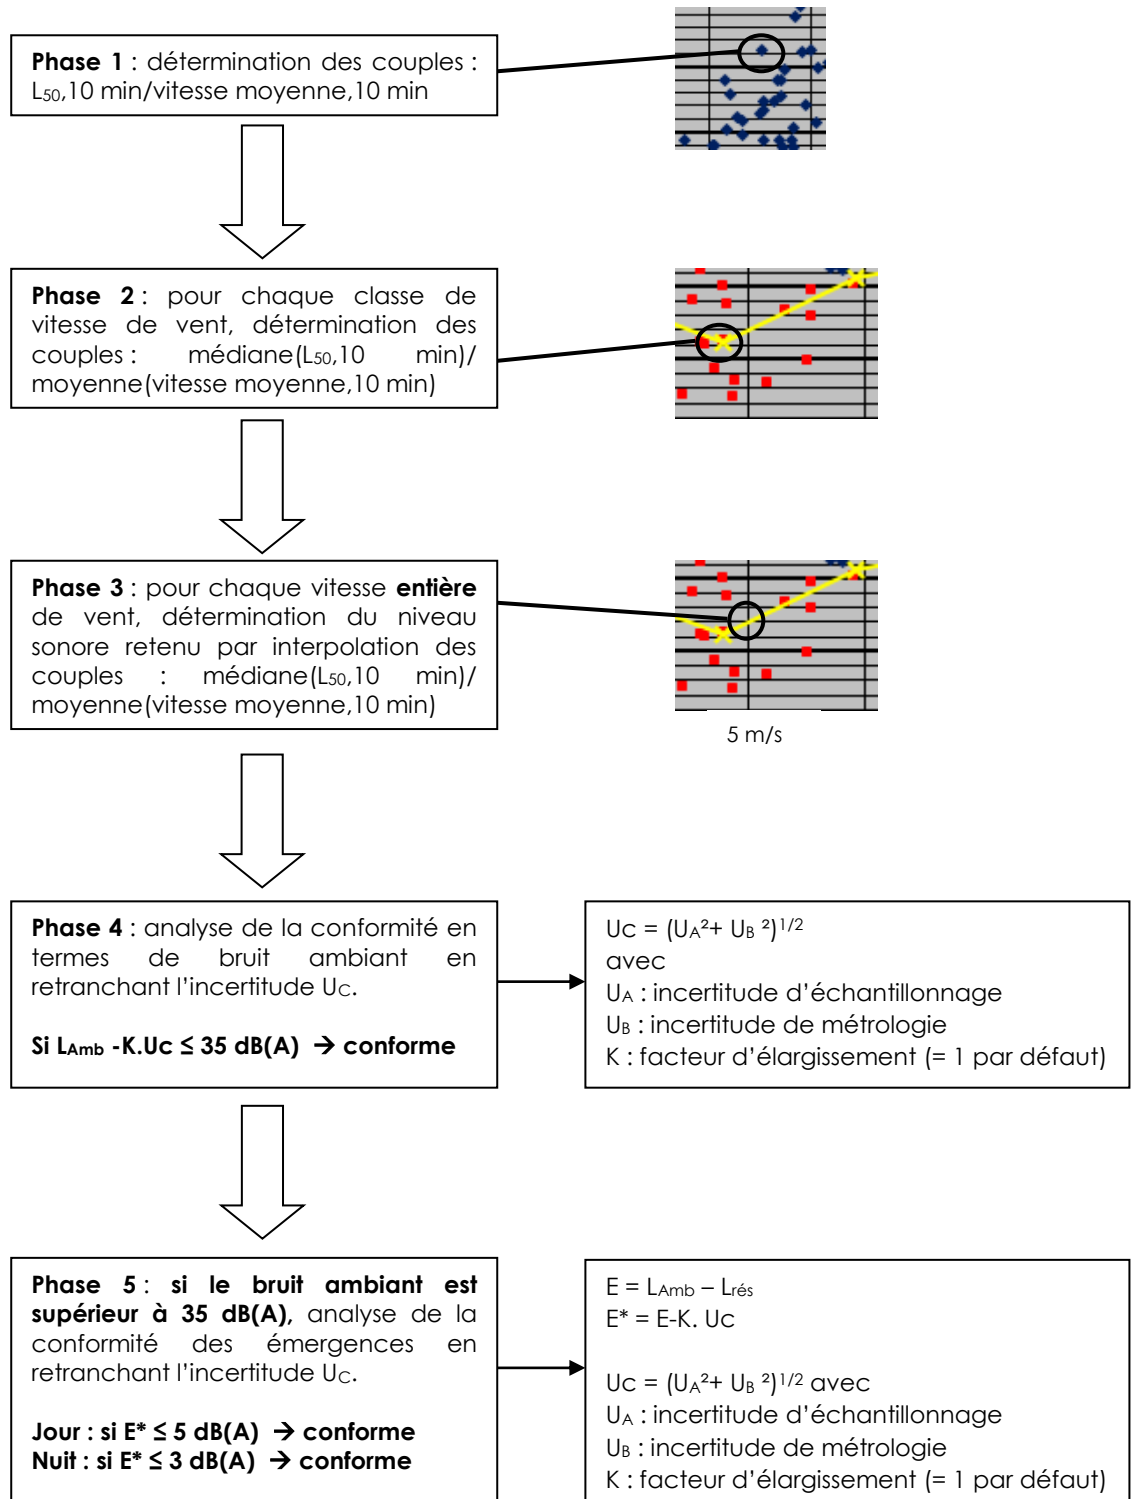 Phase 1 : détermination des couples :
L50,10 min/vitesse moyenne,10 min
Phase 2 : pour chaque classe de
vitesse de vent, détermination des
couples : médiane(L50,10 min)/
moyenne(vitesse moyenne,10 min)
Phase 3 : pour chaque vitesse entière
de vent, détermination du niveau
sonore retenu par interpolation des
couples : médiane(L50,10 min)/
moyenne(vitesse moyenne,10 min)
5 m/s
Phase 4 : analyse de la conformité en
termes de bruit ambiant en
retranchant l'incertitude UC.
Si LAmb -K.Uc ≤ 35 dB(A) → conforme
Uc = (UA²+ UB ²)1/2
avec
UA : incertitude d'échantillonnage
UB : incertitude de métrologie
K : facteur d'élargissement (= 1 par défaut)
Phase 5 : si le bruit ambiant est
supérieur à 35 dB(A), analyse de la
conformité des émergences en
retranchant l'incertitude UC.
Jour : si E* ≤ 5 dB(A) → conforme
Nuit : si E* ≤ 3 dB(A) → conforme
E = LAmb – Lrés
E* = E-K. Uc
Uc = (UA²+ UB ²)1/2 avec
UA : incertitude d'échantillonnage
UB : incertitude de métrologie
K : facteur d'élargissement (= 1 par défaut)